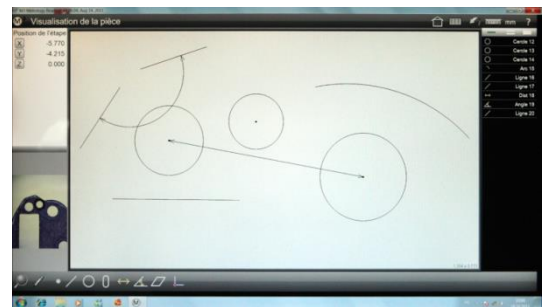 Visualisation de la pièce
mm ?
Position de l'étape
X -5.770
Y -4.215
Z 0.000
Cercle 12
Cercle 13
Cercle 14
Arc 15
Ligne 16
Ligne 17
Dist 18
Angle 19
Ligne 20